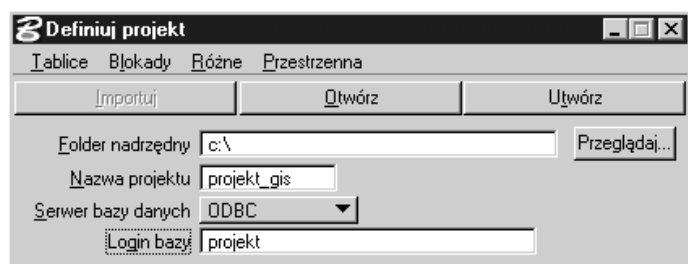 Definiuj projekt
Tablice Blokady Różne Przestrzenna
Importuj Otwórz Utwórz
Folder nadrzędny c:\ Przeglądaj...
Nazwa projektu projekt_gis
Serwer bazy danych ODBC
Login bazy projekt